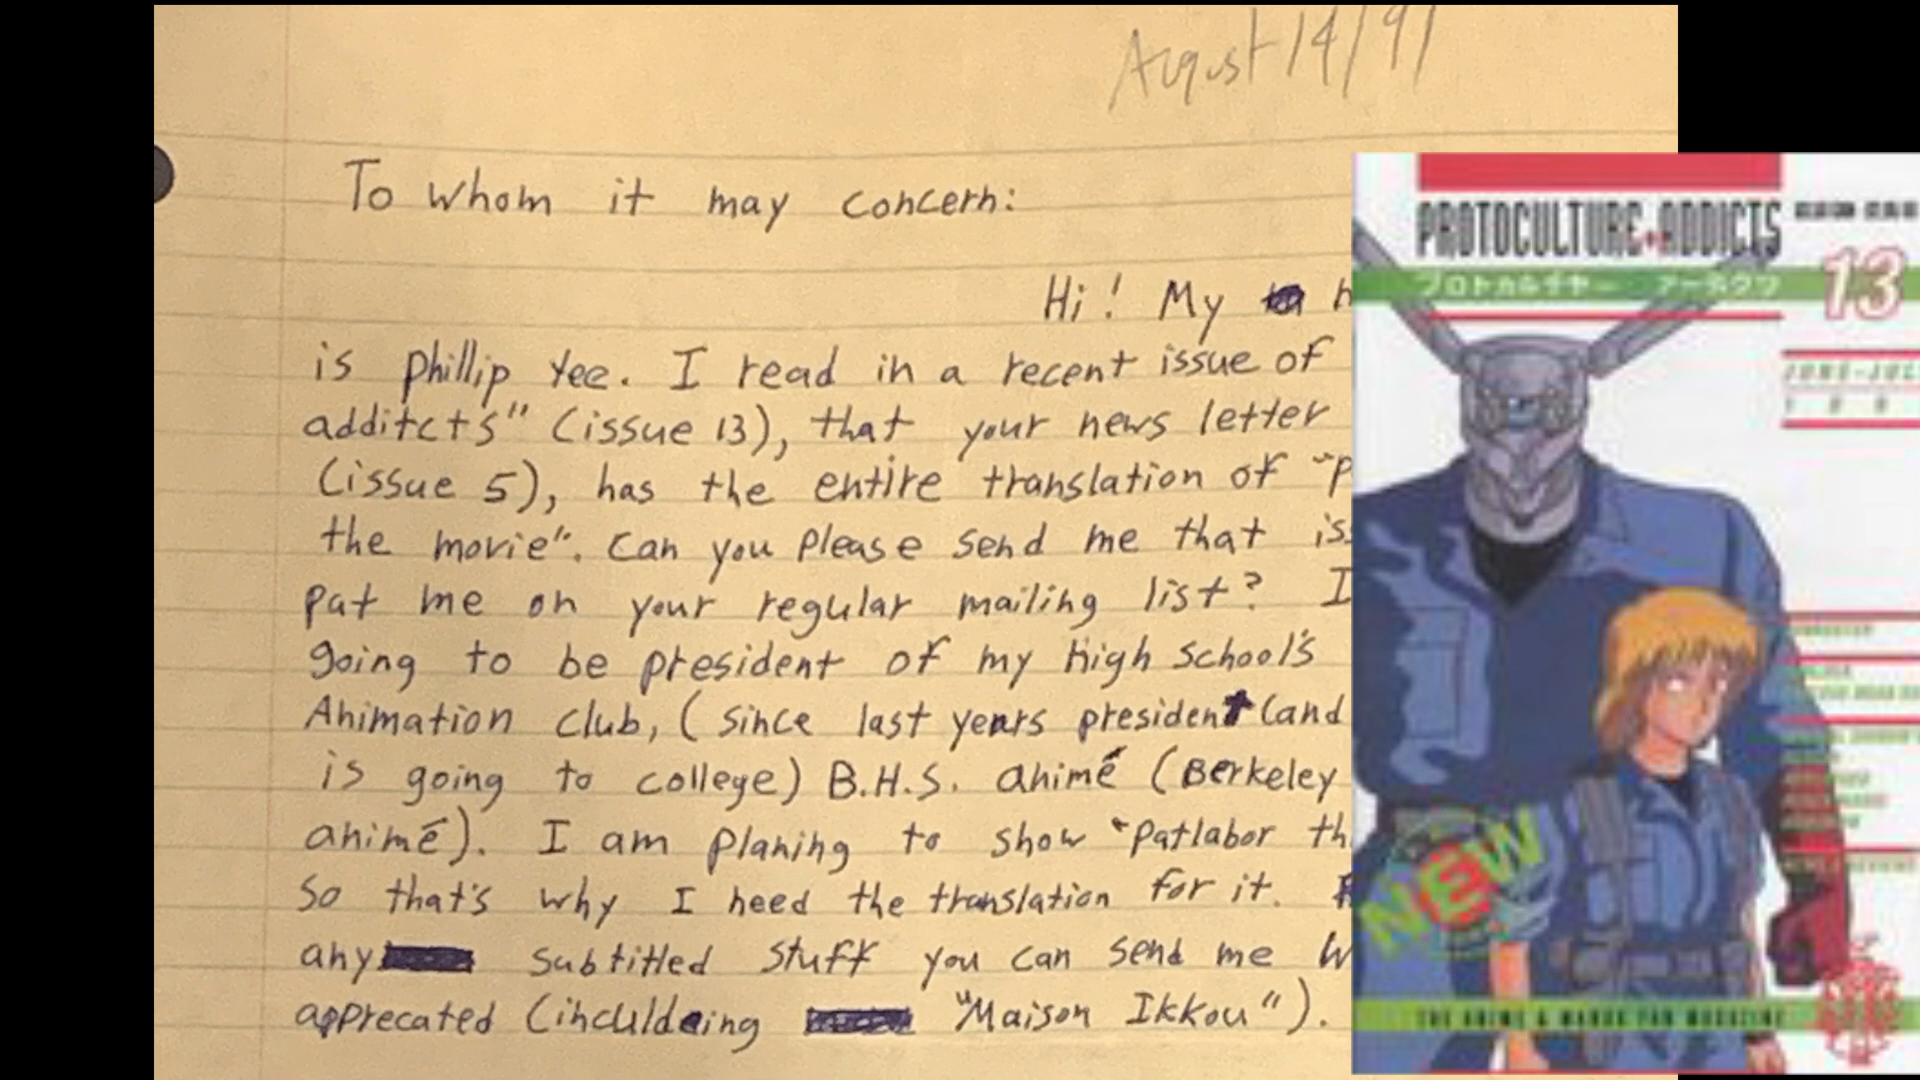 August 14/91
To whom it may concern:
Hi! My
is phillip Yee. I read in a recent issue of
additcts" (issue 13), that your news letter
(issue 5), has the entire translation of "P
the movie". Can you please send me that iss
pat me on your regular mailing list? I
going to be president of my high school's
Animation club, (since last years president (and
is going to college) B.H.S. animé (Berkeley
animé). I am planing to show "patlabor th
So that's why I need the translation for it.
any subtitled stuff you can send me w
apprecated (inculdeing "Maison Ikkou").
PROTOCULTURE ADDICTS
プロトカルチャー アーディクツ
13
JUNE-JUL
NEW
THE ANIME & MANGA FAN MAGAZINE